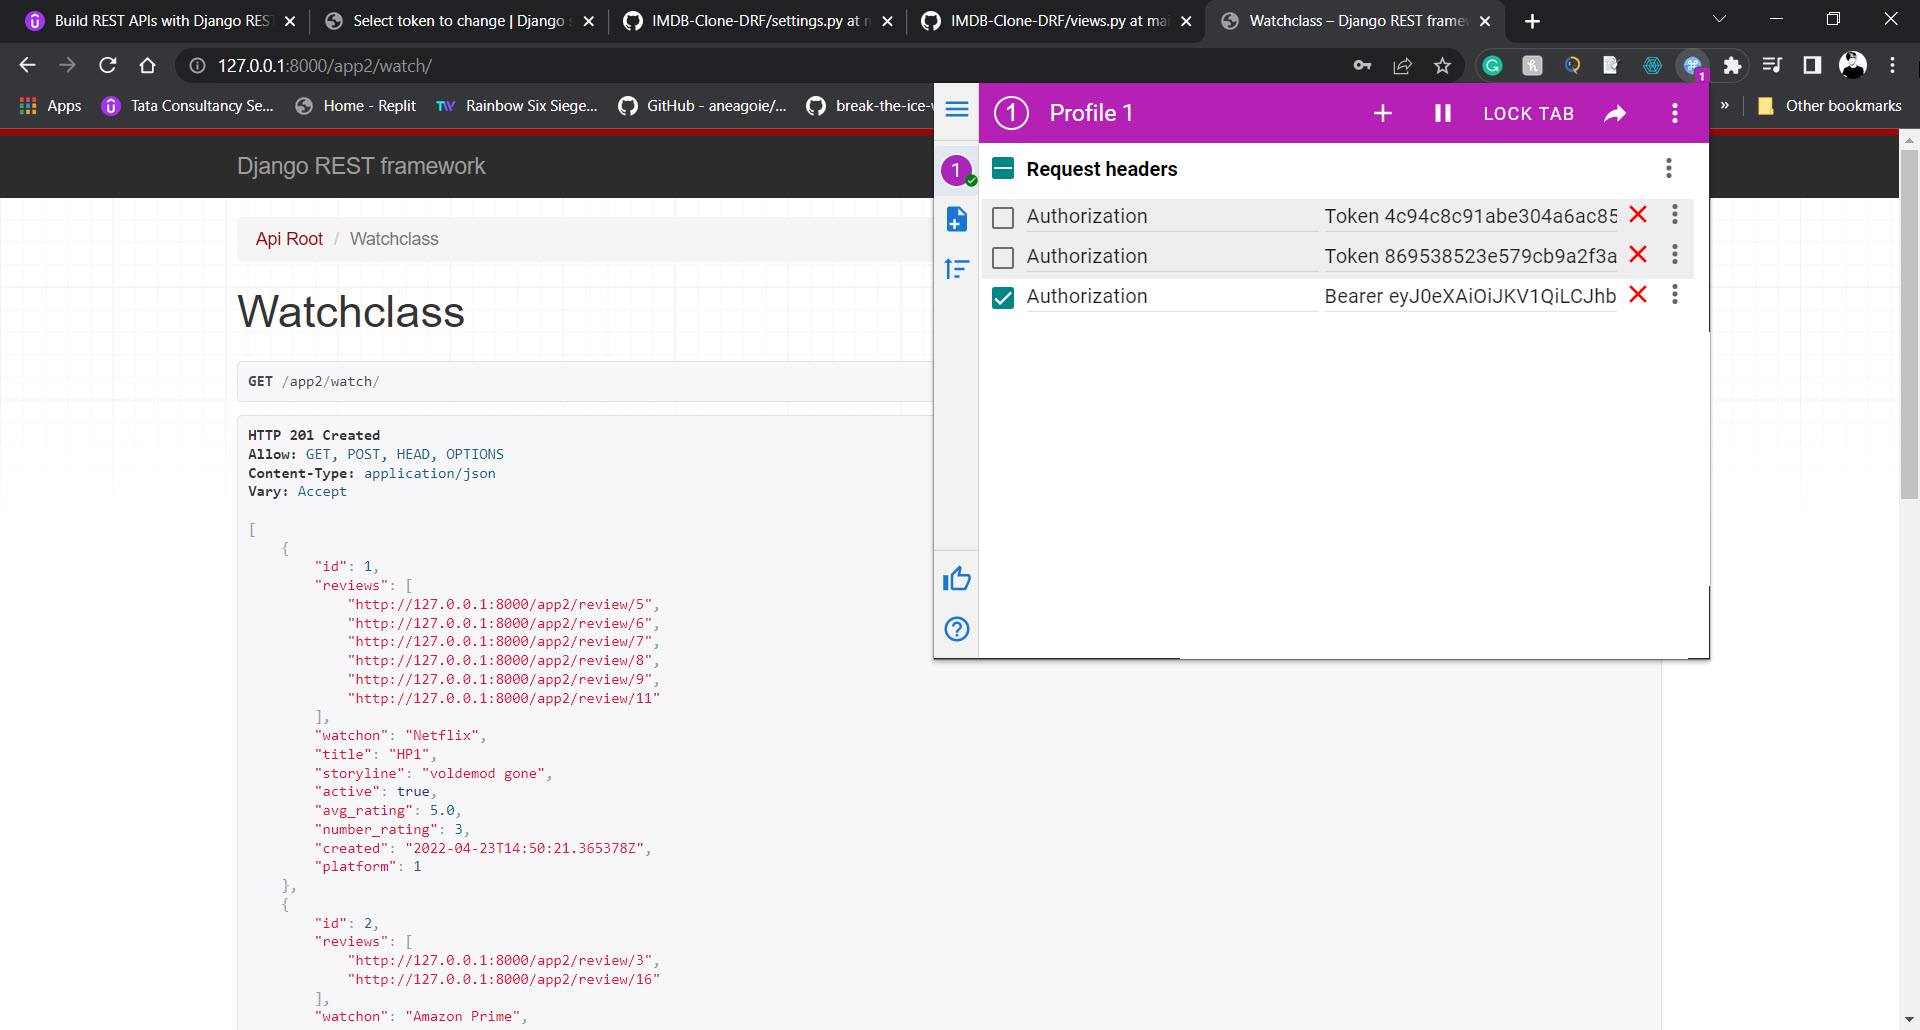 Build REST APIs with Django RES
Select token to change | Django s
IMDB-Clone-DRF/settings.py at m
IMDB-Clone-DRF/views.py at mai
Watchclass – Django REST frame
127.0.0.1:8000/app2/watch/
1
Apps
Tata Consultancy Se...
Home - Replit
Rainbow Six Siege...
GitHub - aneagoie/...
break-the-ice-w
»
Other bookmarks
1 Profile 1
LOCK TAB
1
Request headers
Authorization Token 4c94c8c91abe304a6ac85
Authorization Token 869538523e579cb9a2f3a
Authorization Bearer eyJ0eXAiOiJKV1QiLCJhb
Django REST framework
Api Root / Watchclass
Watchclass
GET /app2/watch/
HTTP 201 Created
Allow: GET, POST, HEAD, OPTIONS
Content-Type: application/json
Vary: Accept
[
{
"id": 1,
"reviews": [
"http://127.0.0.1:8000/app2/review/5",
"http://127.0.0.1:8000/app2/review/6",
"http://127.0.0.1:8000/app2/review/7",
"http://127.0.0.1:8000/app2/review/8",
"http://127.0.0.1:8000/app2/review/9",
"http://127.0.0.1:8000/app2/review/11"
],
"watchon": "Netflix",
"title": "HP1",
"storyline": "voldemod gone",
"active": true,
"avg_rating": 5.0,
"number_rating": 3,
"created": "2022-04-23T14:50:21.365378Z",
"platform": 1
},
{
"id": 2,
"reviews": [
"http://127.0.0.1:8000/app2/review/3",
"http://127.0.0.1:8000/app2/review/16"
],
"watchon": "Amazon Prime",